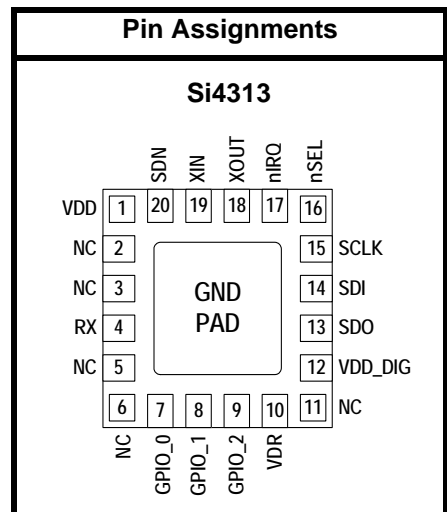 Pin Assignments
Si4313
SDN XIN XOUT nIRQ nSEL
VDD 1 20 19 18 17 16
NC 2 15 SCLK
NC 3 GND 14 SDI
RX 4 PAD 13 SDO
NC 5 12 VDD_DIG
6 7 8 9 10 11 NC
NC GPIO_0 GPIO_1 GPIO_2 VDR